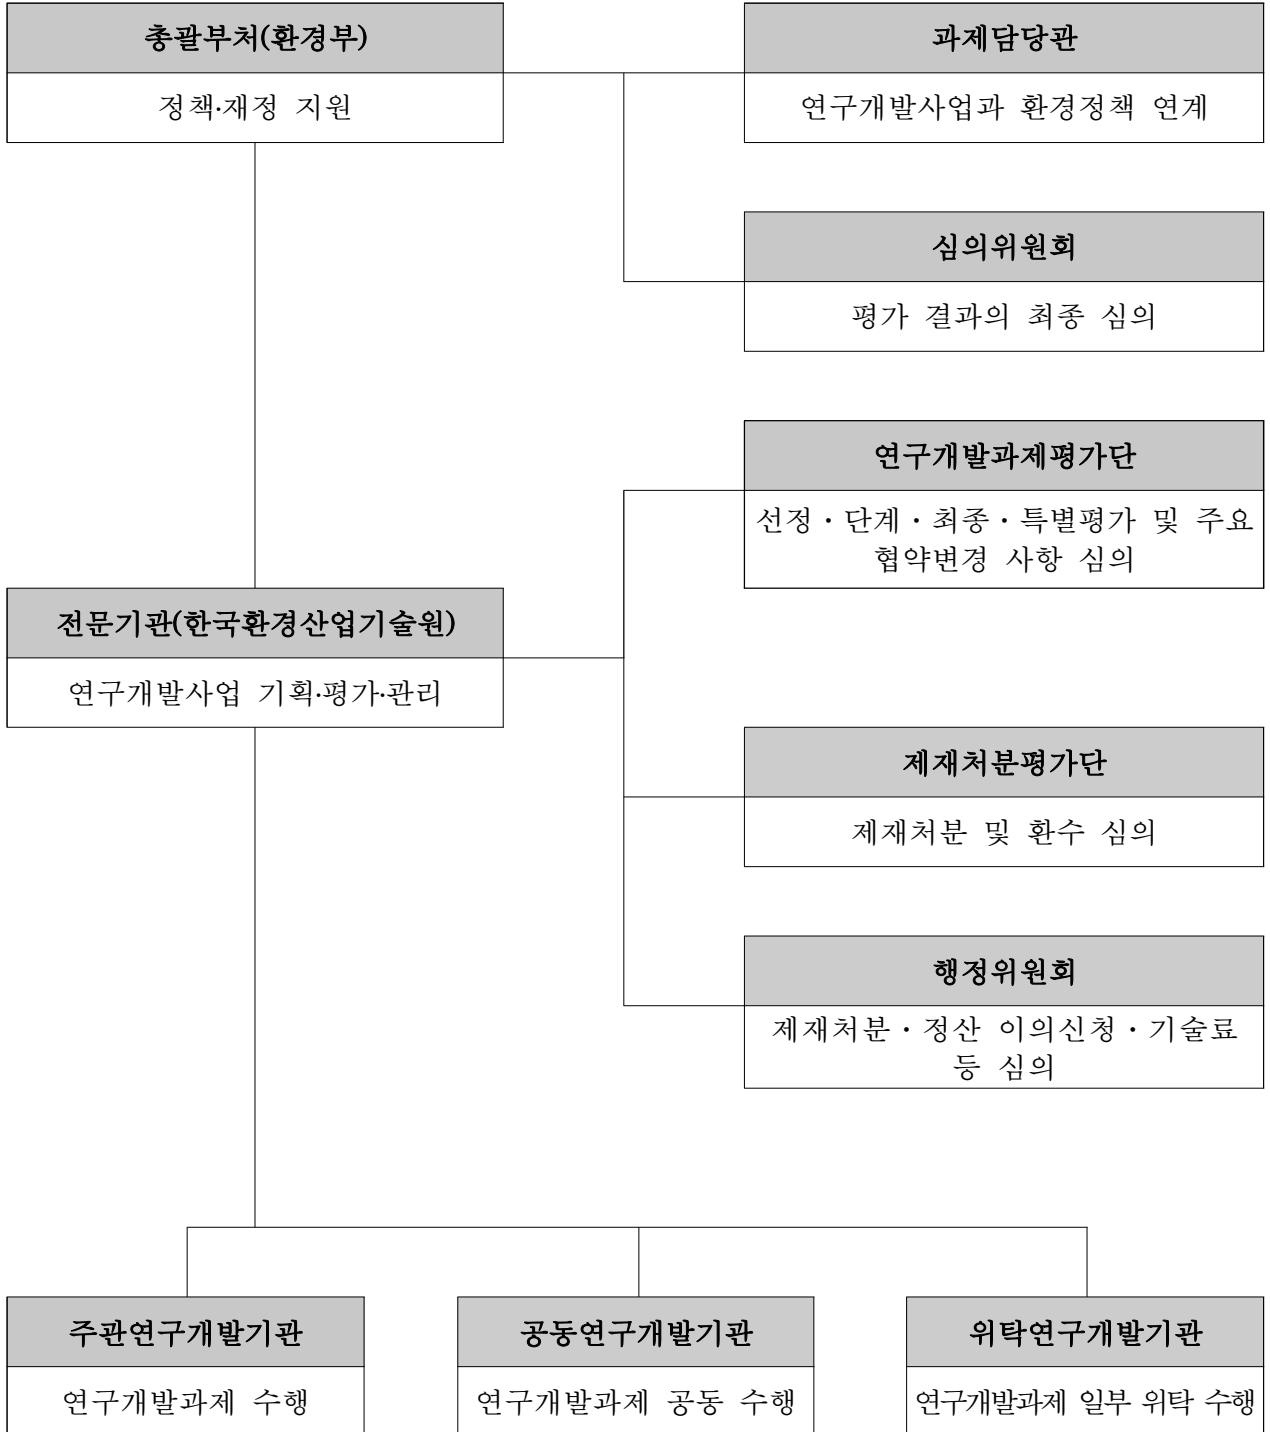 총괄부처(환경부)
정책·재정 지원
과제담당관
연구개발사업과 환경정책 연계
심의위원회
평가 결과의 최종 심의
연구개발과제평가단
선정·단계·최종·특별평가 및 주요
협약변경 사항 심의
전문기관(한국환경산업기술원)
연구개발사업 기획·평가·관리
제재처분평가단
제재처분 및 환수 심의
행정위원회
제재처분·정산 이의신청·기술료
등 심의
주관연구개발기관
연구개발과제 수행
공동연구개발기관
연구개발과제 공동 수행
위탁연구개발기관
연구개발과제 일부 위탁 수행